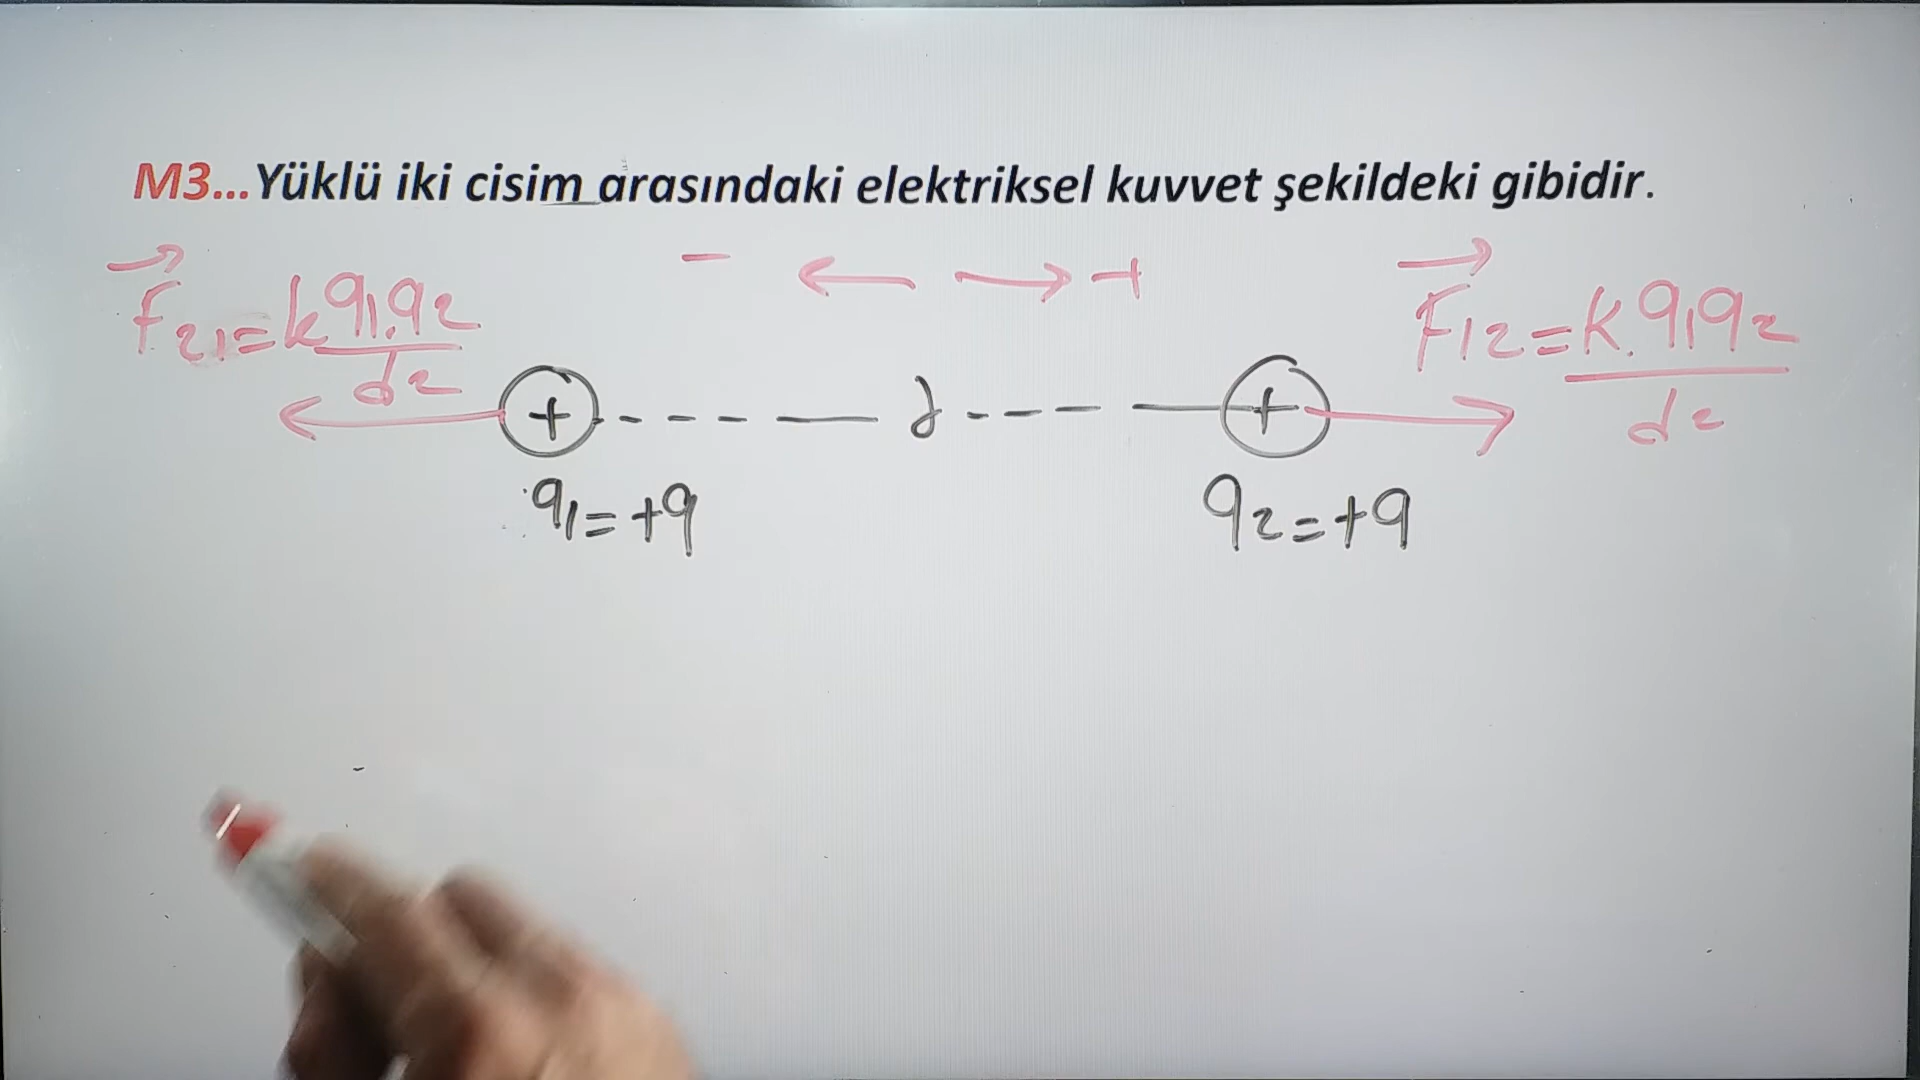 M3...Yüklü iki cisim arasındaki elektriksel kuvvet şekildeki gibidir.
- ← → +
F21 = k q1.q2 / d2
F12 = k.q1q2 / d2
+ d +
q1 = +q
q2 = +q